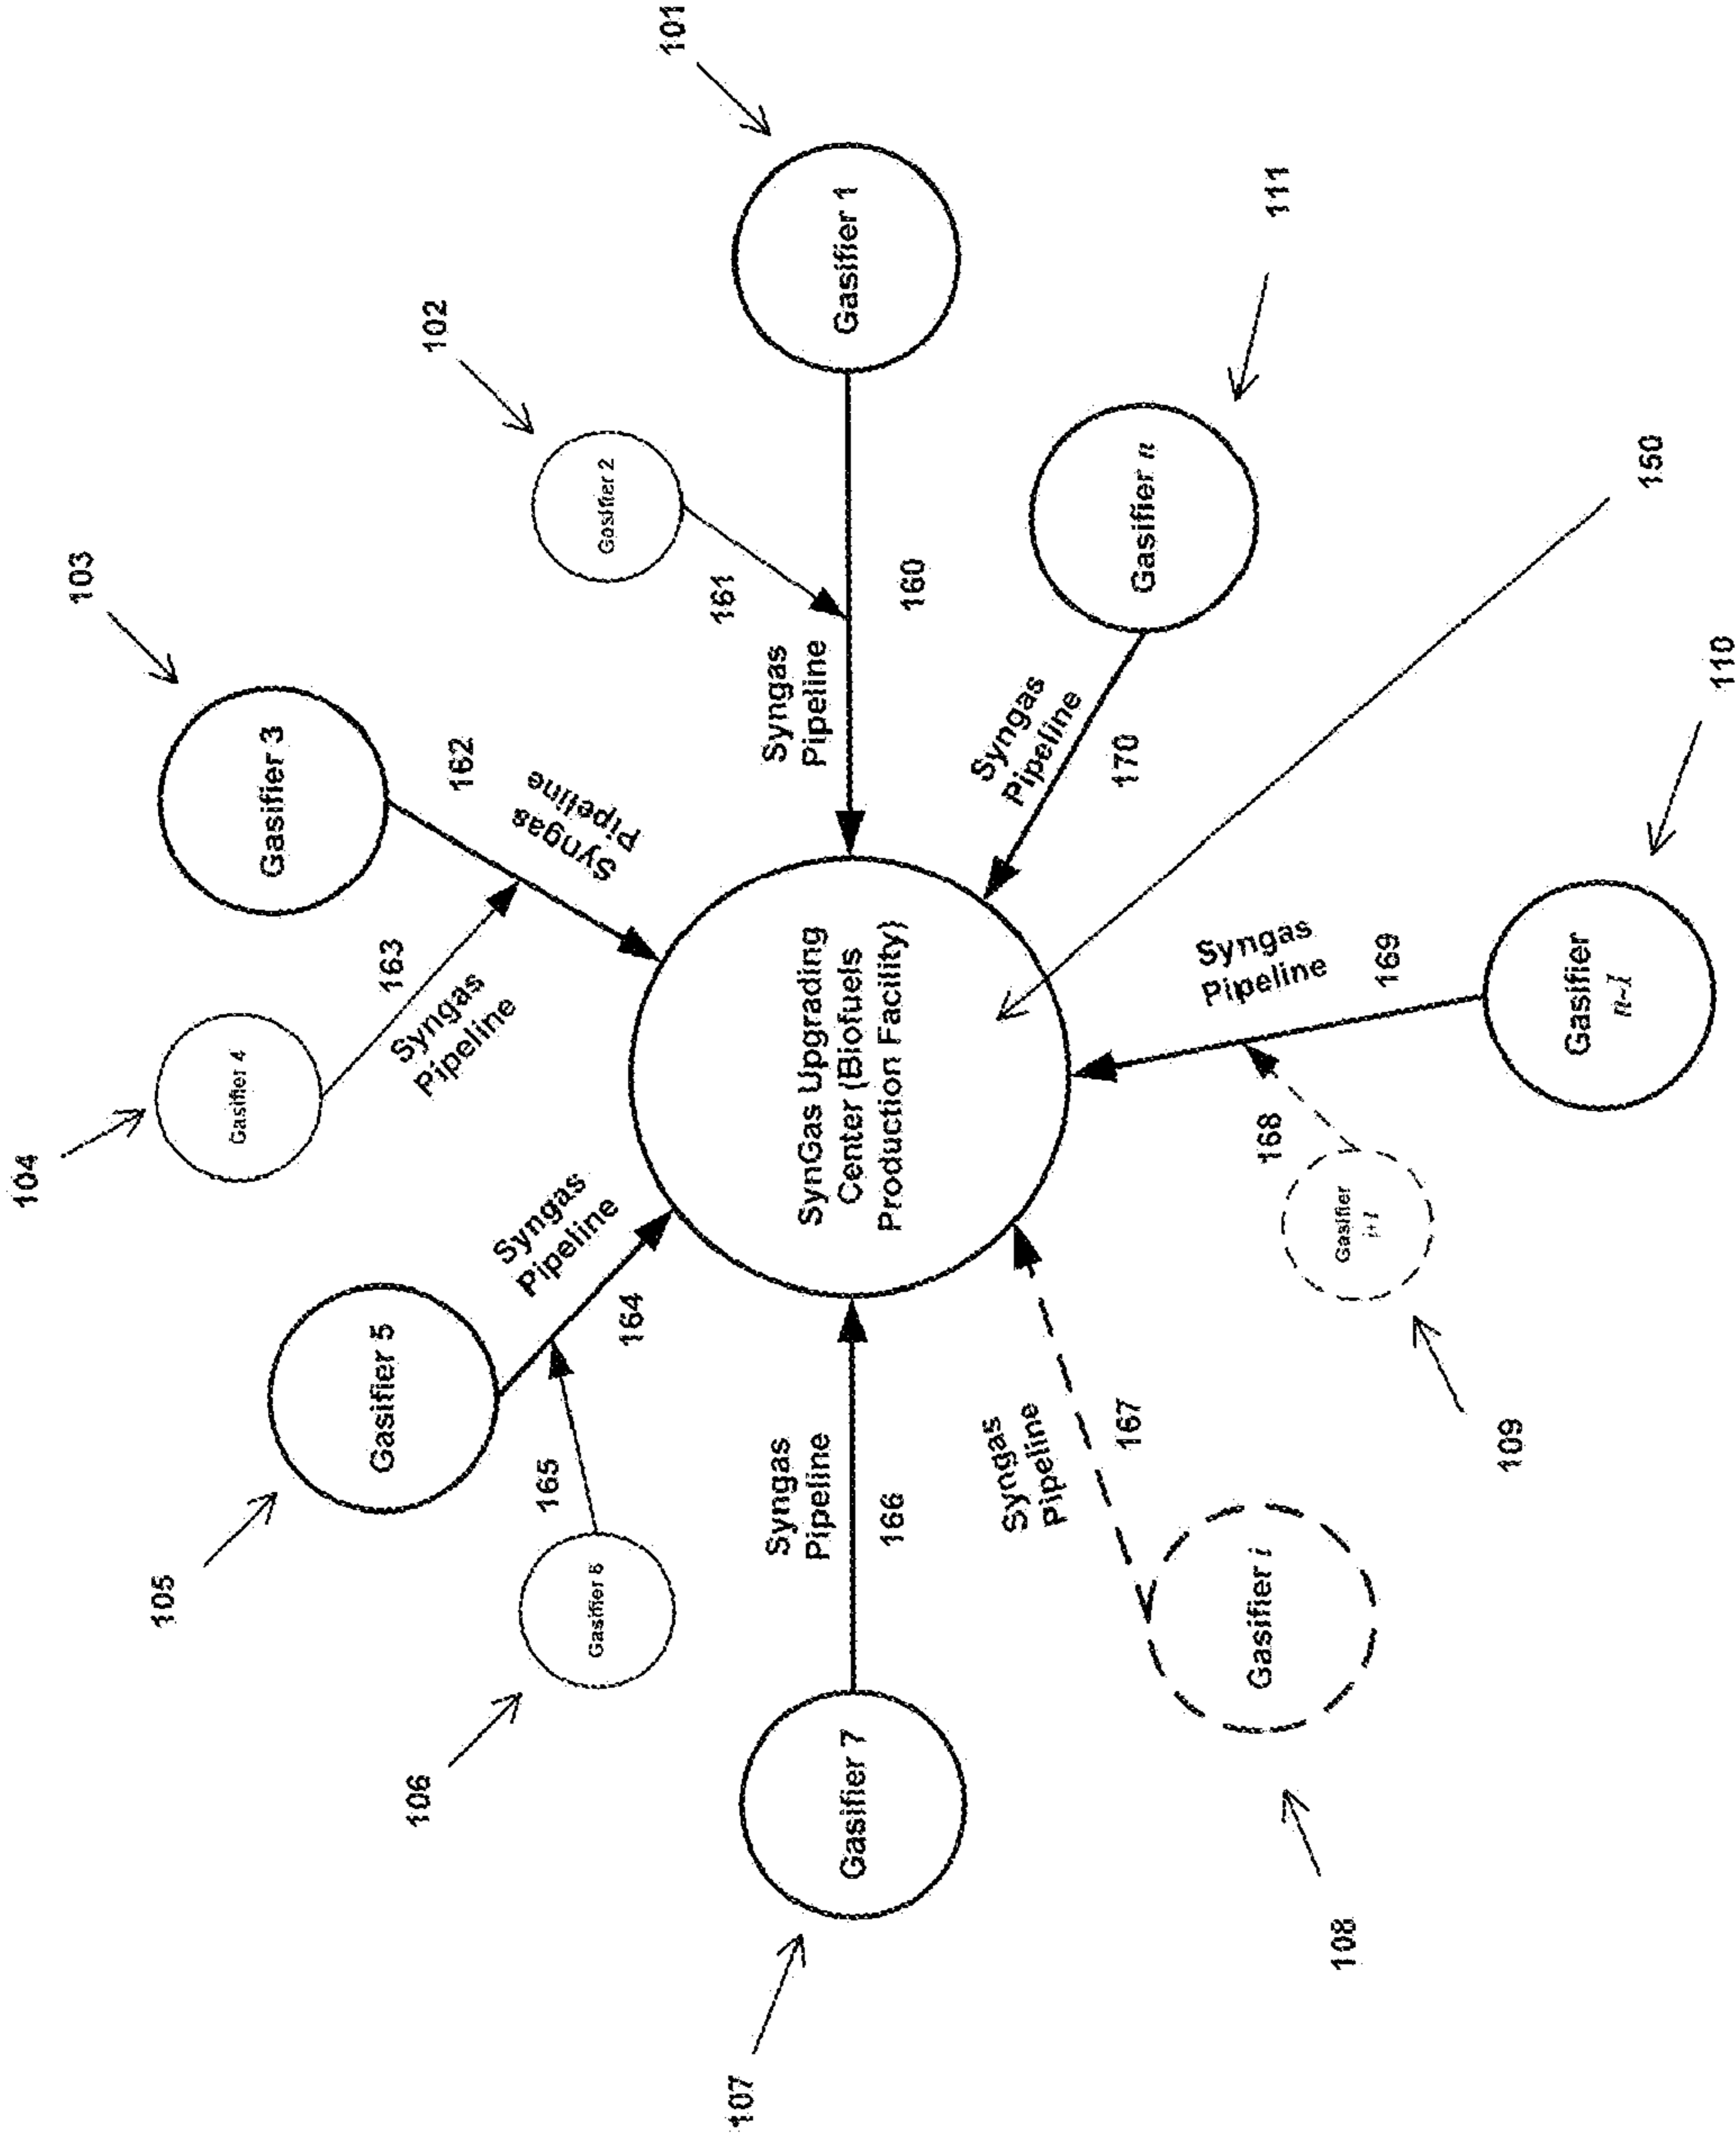 104
103
105
Gasifier 4
Gasifier 3
Gasifier 5
163
Syngas
Pipeline
162
Syngas
Pipeline
106
102
Syngas
Pipeline
165
164
Gasifier 6
Gasifier 2
101
161
107
Syngas
Pipeline
Syngas
Pipeline
Gasifier 7
SynGas Upgrading
Center (Biofuels
Production Facility)
Gasifier 1
166
160
Syngas
Pipeline
Syngas
Pipeline
167
170
Gasifier n
Syngas
Pipeline
111
Gasifier i
168
169
108
Gasifier
i+1
109
Gasifier
n-1
150
110